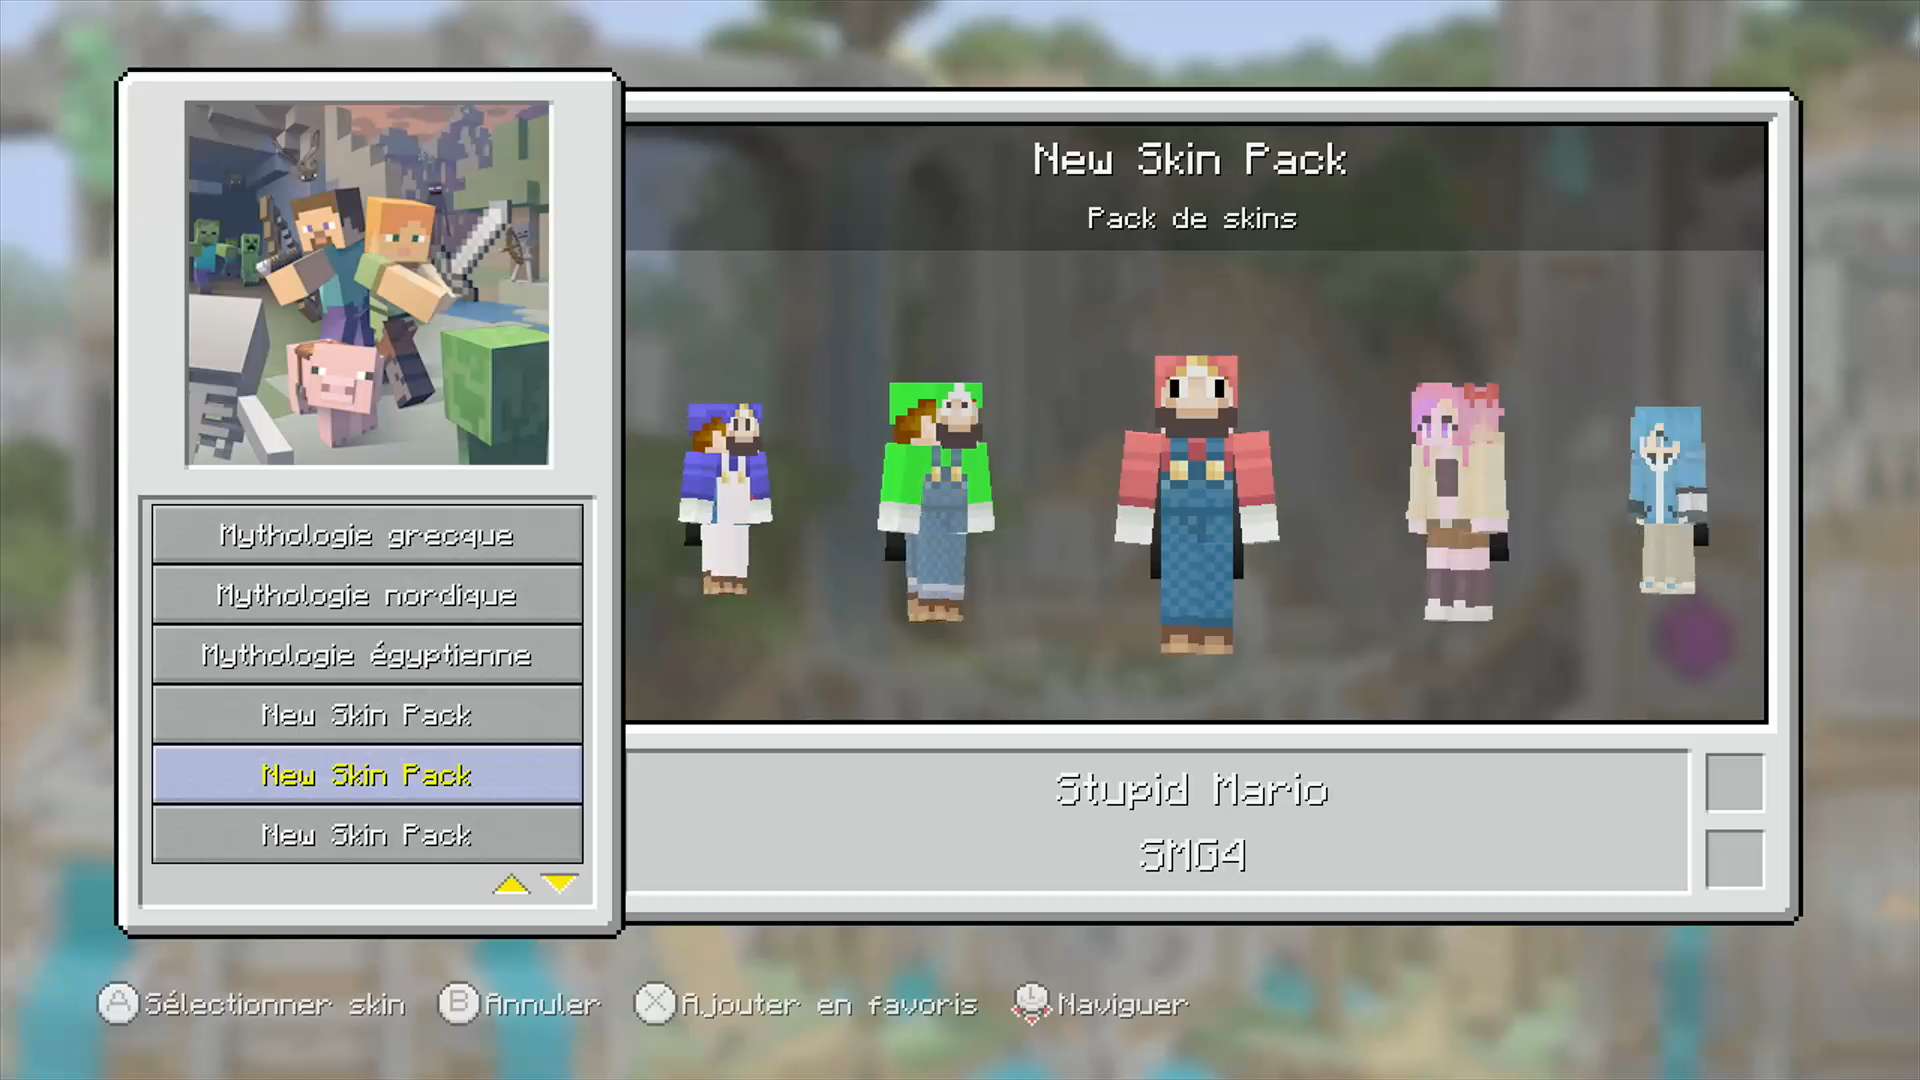 New Skin Pack
Pack de skins
Mythologie grecque
Mythologie nordique
Mythologie égyptienne
New Skin Pack
New Skin Pack
New Skin Pack
Stupid Mario
SMG4
A Sélectionner skin
B Annuler
X Ajouter en favoris
L Naviguer